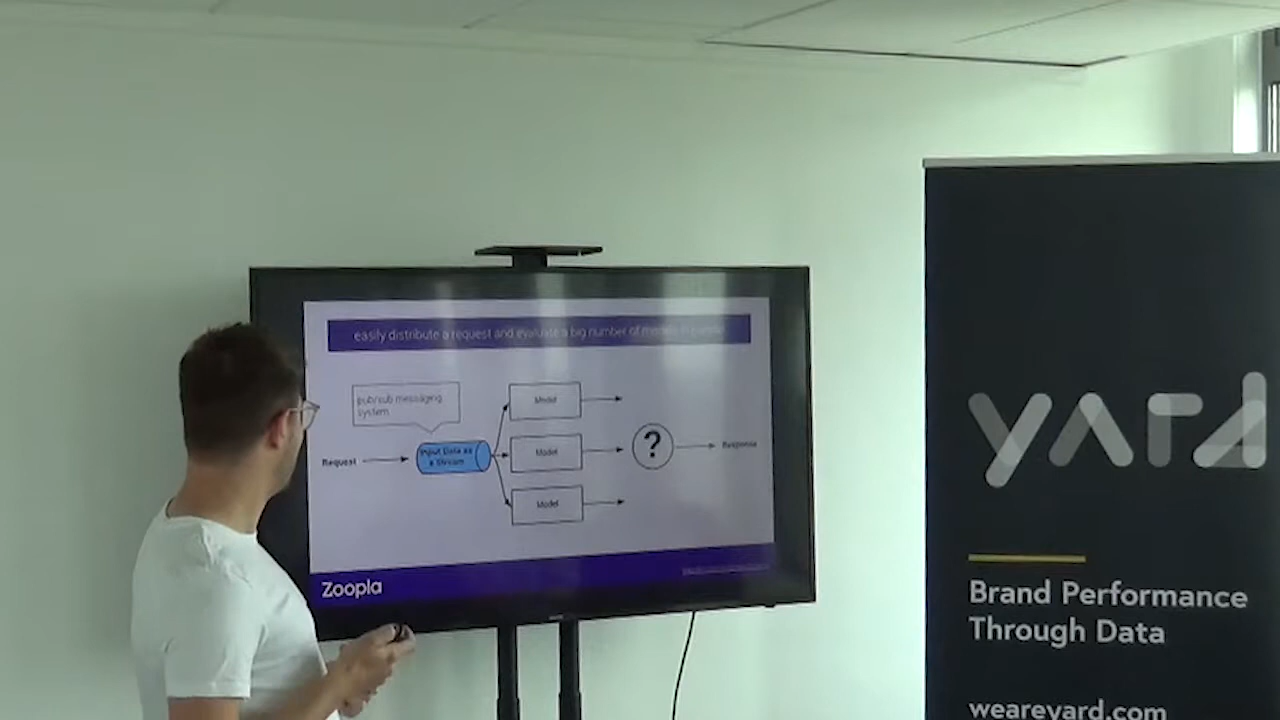 easily distribute a request and evaluate a big number of models in
pub/sub messaging
system
Model
Request
Input Data as
a Stream
Model
?
Response
Model
Zoopla
yard
Brand Performance
Through Data
weareyard.com